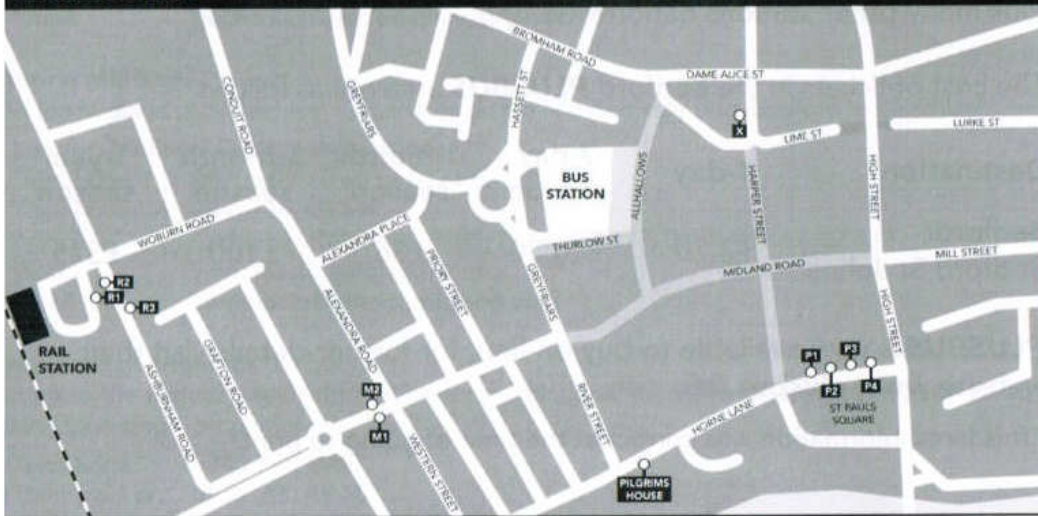 BROMHAM ROAD
DAME ALICE ST
CONDUIT ROAD
GREYFRIARS
HASSETT ST
X
LIME ST
LURKE ST
HIGH STREET
BUS
STATION
ALLHALLOWS
HARPER STREET
WOBURN ROAD
ALEXANDRA PLACE
THURLOW ST
MIDLAND ROAD
MILL STREET
PRIORY STREET
GREYFRIARS
R2
R1
R3
RAIL
STATION
ALEXANDRA ROAD
HIGH STREET
GRAFTON ROAD
ASHBURNHAM ROAD
P1
P3
P2
P4
ST PAULS
SQUARE
M2
M1
RIVER STREET
HORNE LANE
WESTERN STREET
PILGRIMS
HOUSE